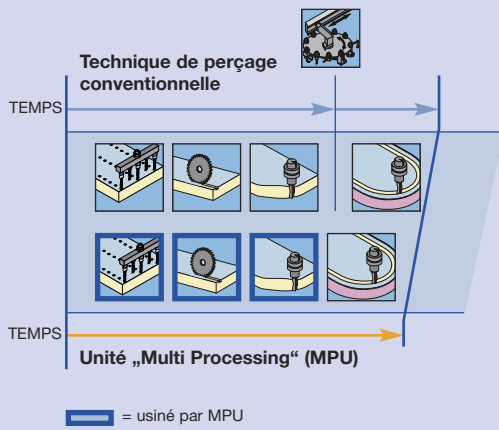 Technique de perçage
conventionnelle
TEMPS
TEMPS
Unité „Multi Processing“ (MPU)
= usiné par MPU